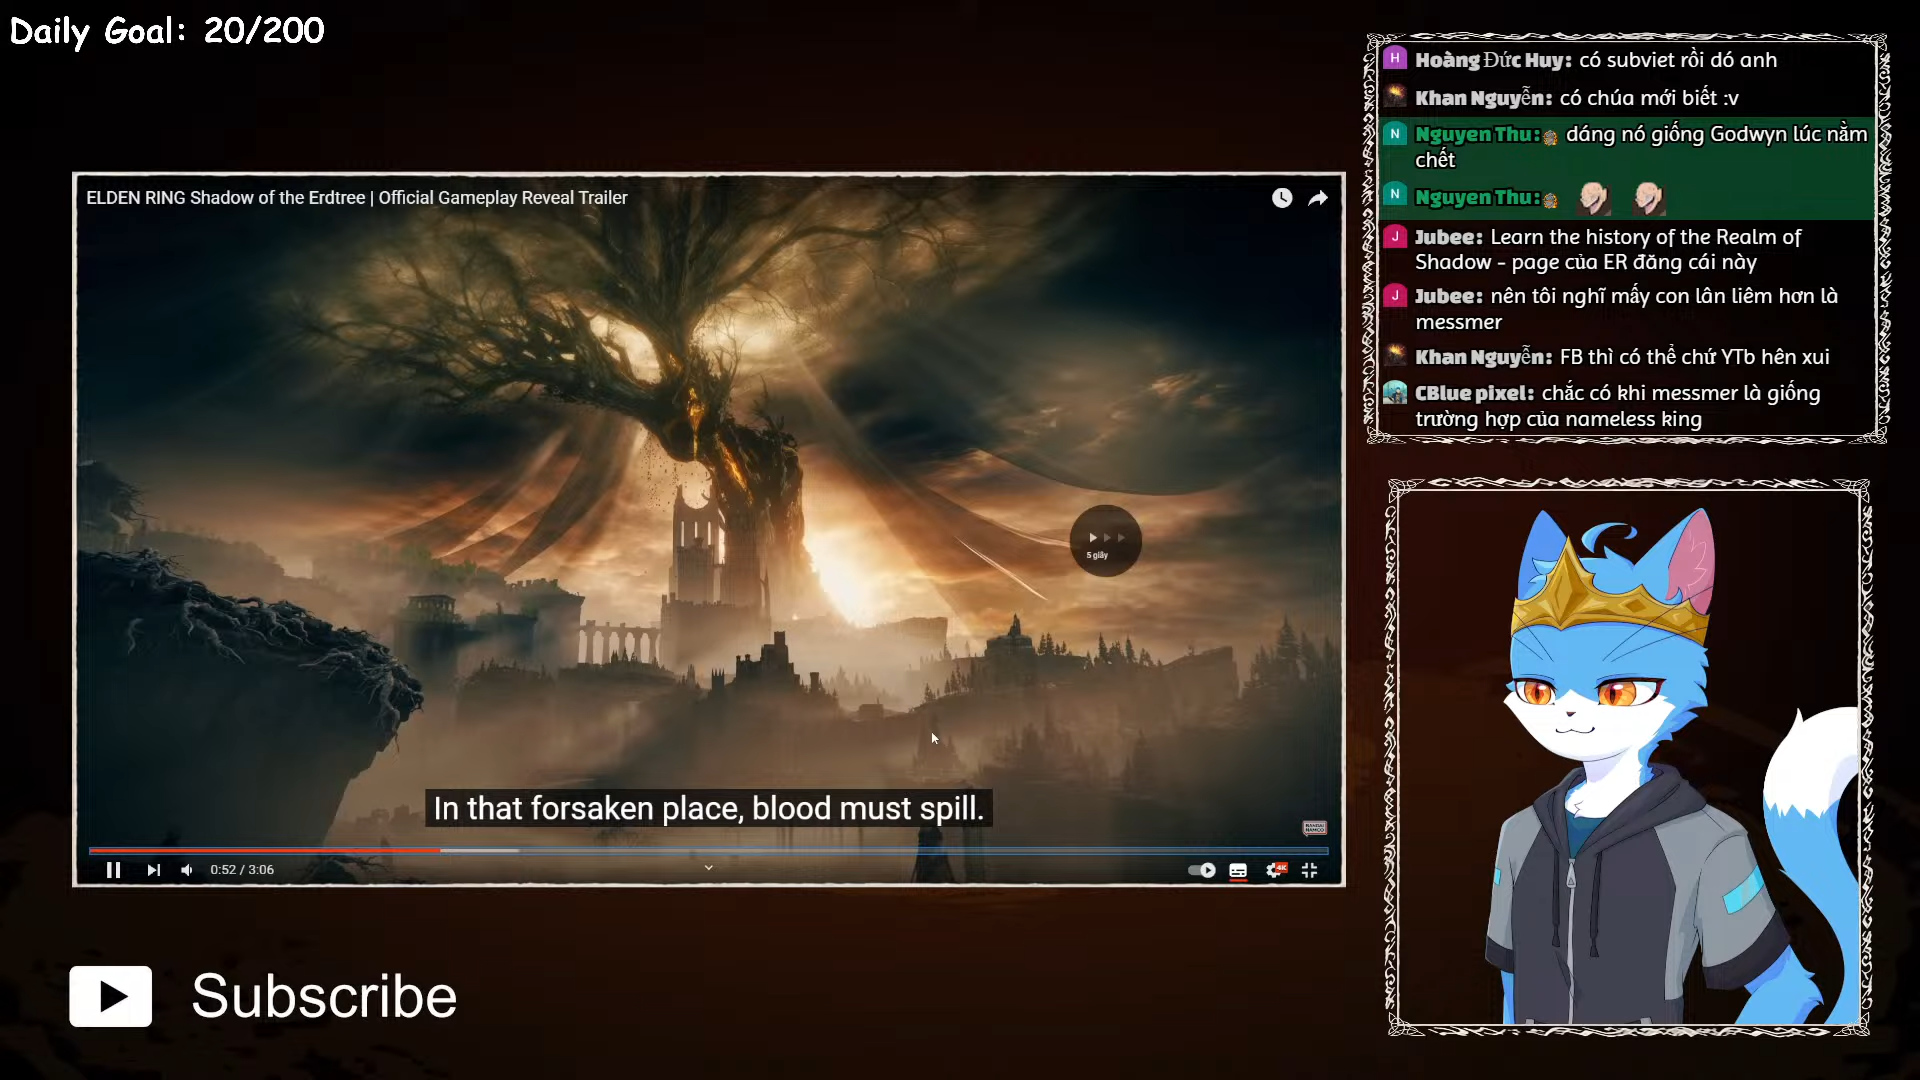 Daily Goal: 20/200
ELDEN RING Shadow of the Erdtree | Official Gameplay Reveal Trailer
5 giây
In that forsaken place, blood must spill.
BANDAI
NAMCO
0:52 / 3:06
4K
Subscribe
H Hoàng Đức Huy: có subviet rồi dó anh
Khan Nguyễn: có chúa mới biết :v
N Nguyen Thu: dáng nó giống Godwyn lúc nằm
chết
N Nguyen Thu:
J Jubee: Learn the history of the Realm of
Shadow - page của ER đăng cái này
J Jubee: nên tôi nghĩ mấy con lân liêm hơn là
messmer
Khan Nguyễn: FB thì có thể chứ YTb hên xui
CBlue pixel: chắc có khi messmer là giống
trường hợp của nameless king